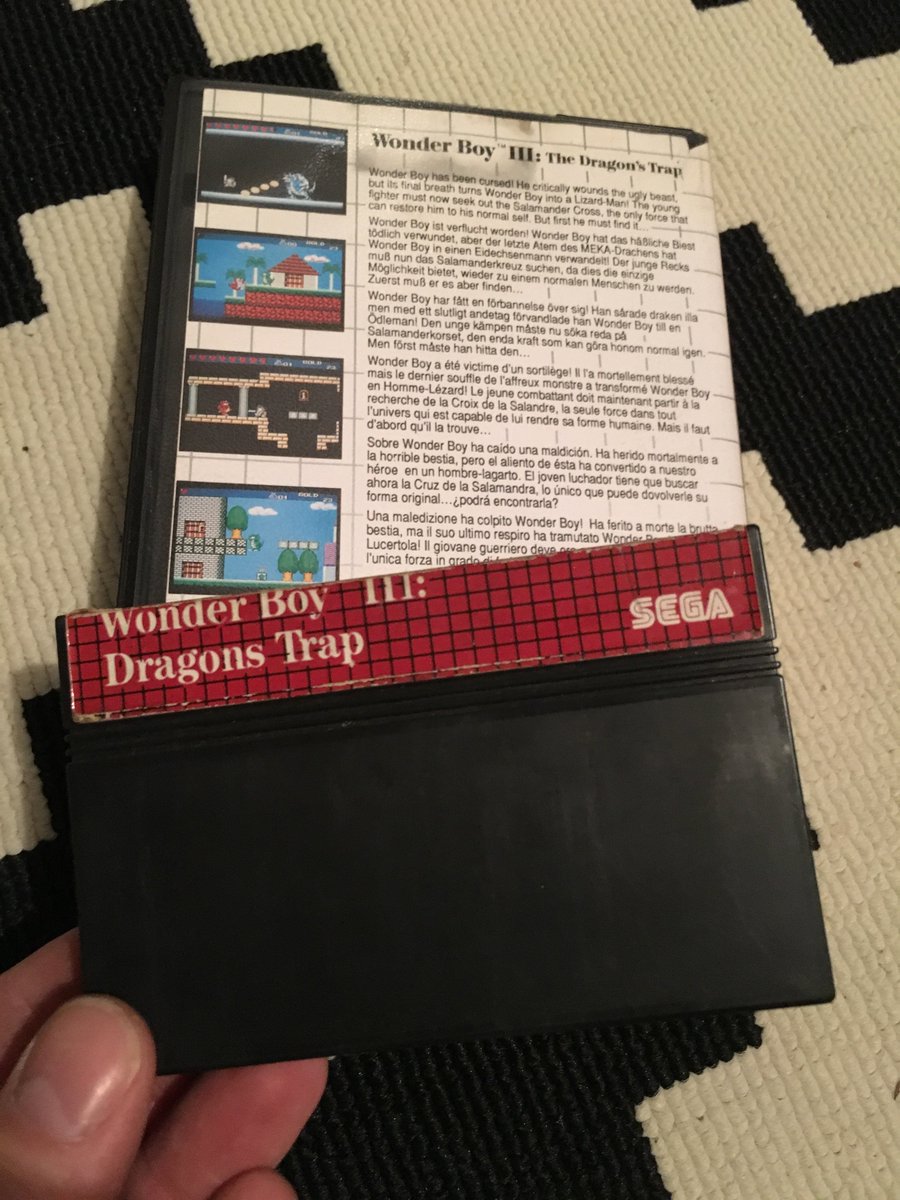 Wonder Boy™ III: The Dragon's Trap
Wonder Boy has been cursed! He critically wounds the ugly beast,
but its final breath turns Wonder Boy into a Lizard-Man! The young
fighter must now seek out the Salamander Cross, the only force that
can restore him to his normal self. But first he must find it...
Wonder Boy ist verflucht worden! Wonder Boy hat das häßliche Biest
tödlich verwundet, aber der letzte Atem des MEKA-Drachens hat
Wonder Boy in einen Eidechsenmann verwandelt! Der junge Recks
muß nun das Salamanderkreuz suchen, da dies die einzige
Möglichkeit bietet, wieder zu einem normalen Menschen zu werden.
Zuerst muß er es aber finden...
Wonder Boy har fått en förbannelse över sig! Han sårade draken illa
men med ett slutligt andetag förvandlade han Wonder Boy till en
Ödleman! Den unge kämpen måste nu söka reda på
Salamanderkorset, den enda kraft som kan göra honom normal igen.
Men först måste han hitta den...
Wonder Boy a été victime d'un sortilège! Il l'a mortellement blessé
mais le dernier souffle de l'affreux monstre a transformé Wonder Boy
en Homme-Lézard! Le jeune combattant doit maintenant partir à la
recherche de la Croix de la Salandre, la seule force dans tout
l'univers qui est capable de lui rendre sa forme humaine. Mais il faut
d'abord qu'il la trouve...
Sobre Wonder Boy ha caído una maldición. Ha herido mortalmente a
la horrible bestia, pero el aliento de ésta ha convertido a nuestro
héroe en un hombre-lagarto. El joven luchador tiene que buscar
ahora la Cruz de la Salamandra, lo único que puede dovolverle su
forma original...¿podrá encontrarla?
Una maledizione ha colpito Wonder Boy! Ha ferito a morte la brutta
bestia, ma il suo ultimo respiro ha tramutato Wonder
Lucertola! Il giovane guerriero deve
l'unica forza in grado
GOLD
GOLD
GOLD
GOLD
Wonder Boy III:
Dragons Trap
SEGA